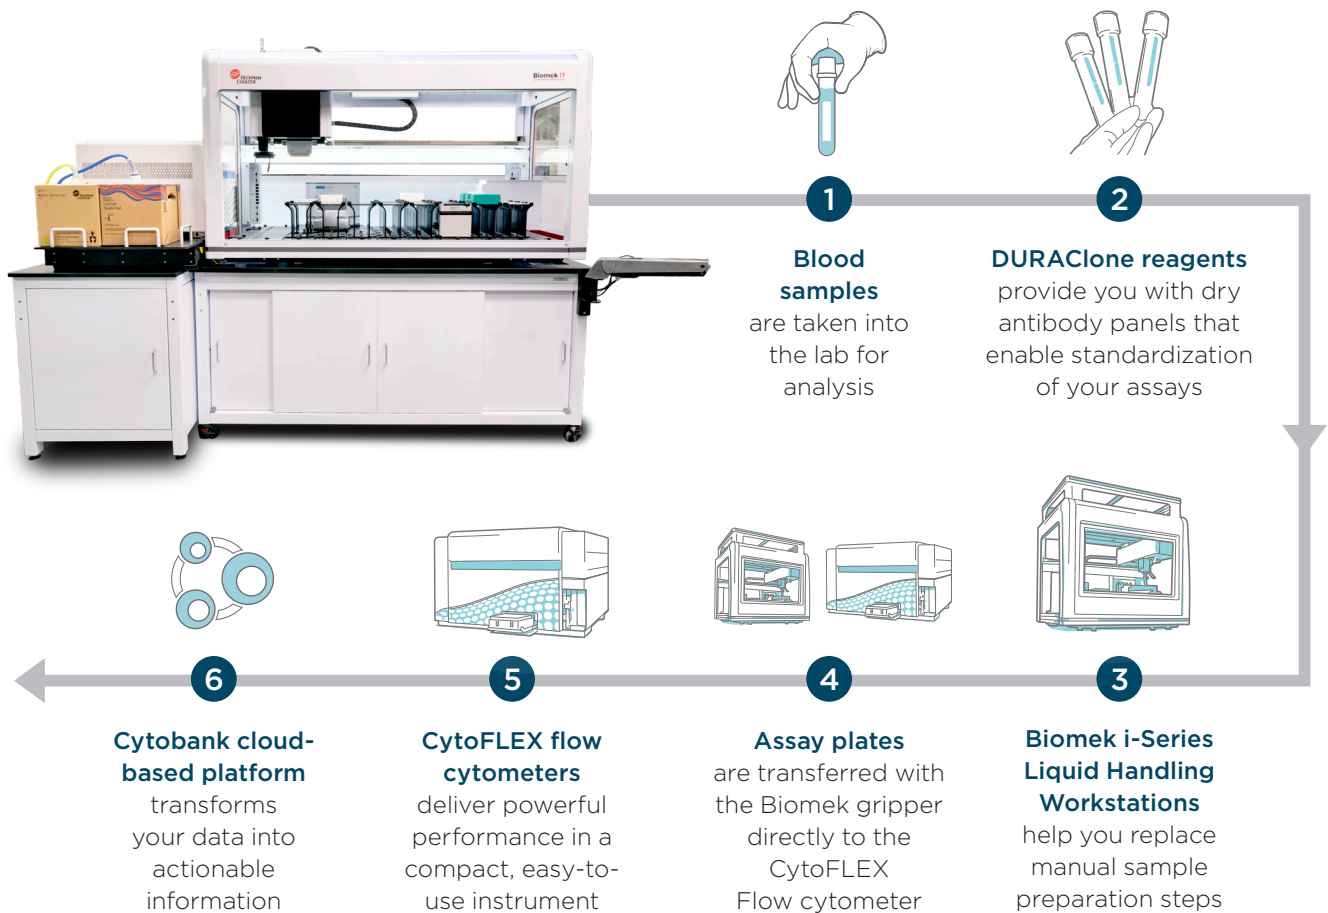 BECKMAN
COULTER
Biomek i7
1
Blood
samples
are taken into
the lab for
analysis
2
DURAClone reagents
provide you with dry
antibody panels that
enable standardization
of your assays
3
Biomek i-Series
Liquid Handling
Workstations
help you replace
manual sample
preparation steps
4
Assay plates
are transferred with
the Biomek gripper
directly to the
CytoFLEX
Flow cytometer
5
CytoFLEX flow
cytometers
deliver powerful
performance in a
compact, easy-to-
use instrument
6
Cytobank cloud-
based platform
transforms
your data into
actionable
information